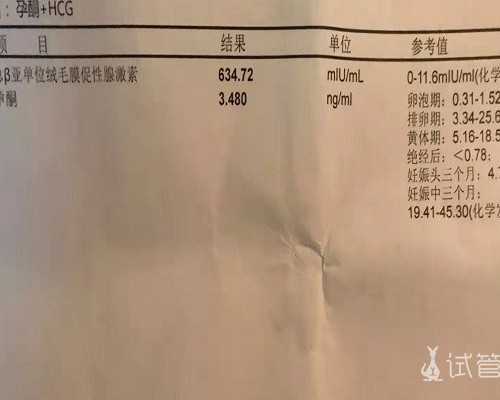 : 孕酮+HCG
项 目 结果 单位 参考值
β亚单位绒毛膜促性腺激素 634.72 mIU/mL 0-11.6mIU/ml(化学
孕酮 3.480 ng/ml 卵泡期: 0.31-1.52
排卵期: 3.34-25.6
黄体期: 5.16-18.5
绝经后: <0.78;
妊娠头三个月: 4.7
妊娠中三个月:
19.41-45.30(化学发
试管